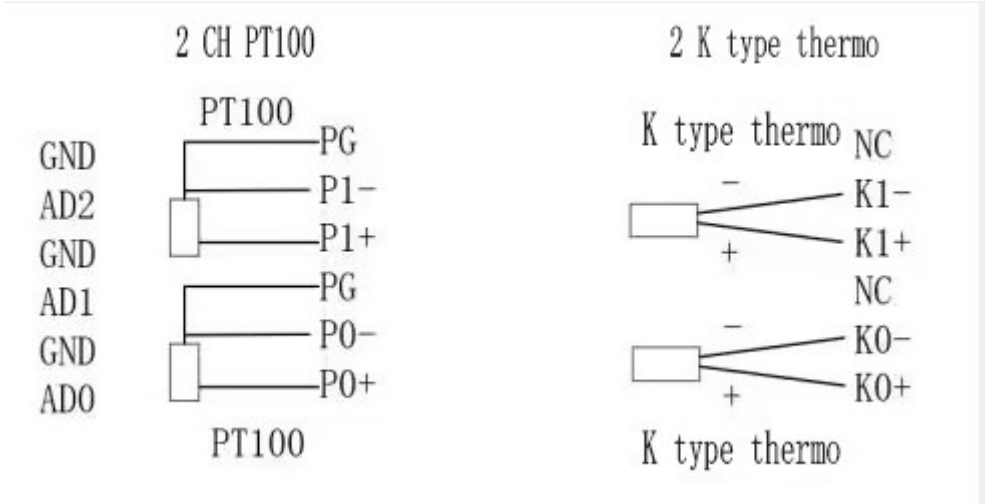 2 CH PT100
2 K type thermo
GND
AD2
GND
AD1
GND
AD0
PT100
PG
P1-
P1+
PG
P0-
P0+
PT100
K type thermo
NC
-
K1-
+
K1+
NC
-
K0-
+
K0+
K type thermo